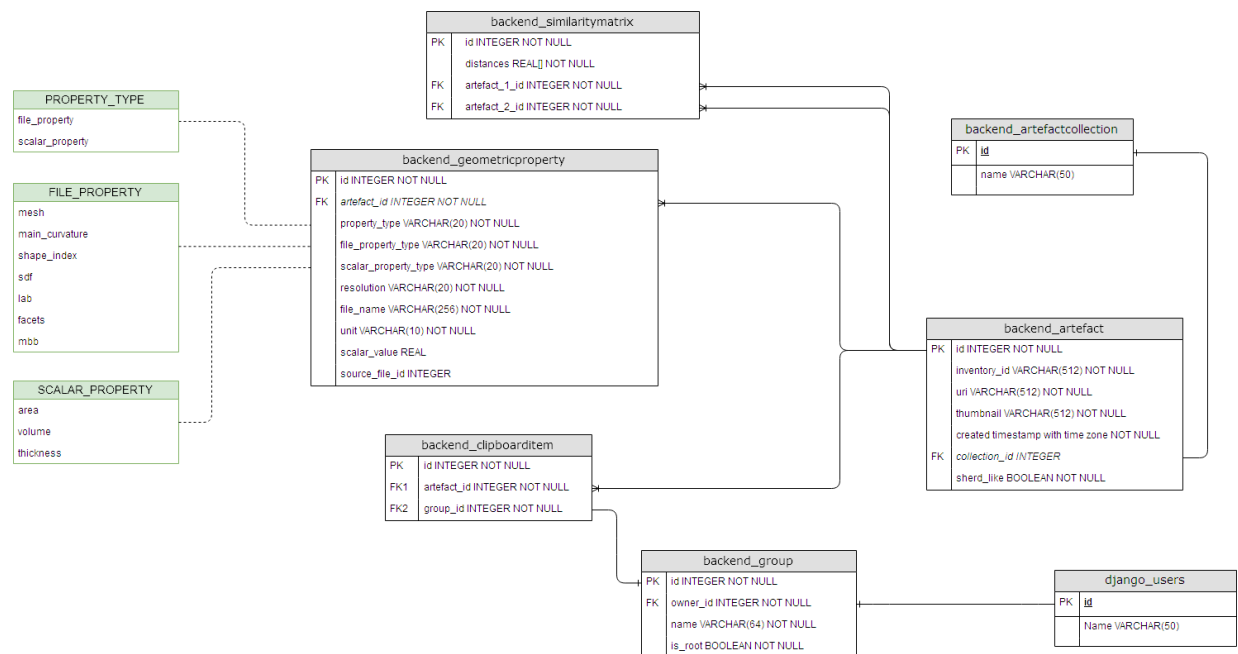 backend_similaritymatrix
PK id INTEGER NOT NULL
distances REAL[] NOT NULL
FK artefact_1_id INTEGER NOT NULL
FK artefact_2_id INTEGER NOT NULL
PROPERTY_TYPE
file_property
scalar_property
FILE_PROPERTY
mesh
main_curvature
shape_index
sdf
lab
facets
mbb
SCALAR_PROPERTY
area
volume
thickness
backend_geometricproperty
PK id INTEGER NOT NULL
FK artefact_id INTEGER NOT NULL
property_type VARCHAR(20) NOT NULL
file_property_type VARCHAR(20) NOT NULL
scalar_property_type VARCHAR(20) NOT NULL
resolution VARCHAR(20) NOT NULL
file_name VARCHAR(256) NOT NULL
unit VARCHAR(10) NOT NULL
scalar_value REAL
source_file_id INTEGER
backend_artefactcollection
PK id
name VARCHAR(50)
backend_artefact
PK id INTEGER NOT NULL
inventory_id VARCHAR(512) NOT NULL
uri VARCHAR(512) NOT NULL
thumbnail VARCHAR(512) NOT NULL
created timestamp with time zone NOT NULL
FK collection_id INTEGER
sherd_like BOOLEAN NOT NULL
backend_clipboarditem
PK id INTEGER NOT NULL
FK1 artefact_id INTEGER NOT NULL
FK2 group_id INTEGER NOT NULL
backend_group
PK id INTEGER NOT NULL
FK owner_id INTEGER NOT NULL
name VARCHAR(64) NOT NULL
is_root BOOLEAN NOT NULL
django_users
PK id
Name VARCHAR(50)